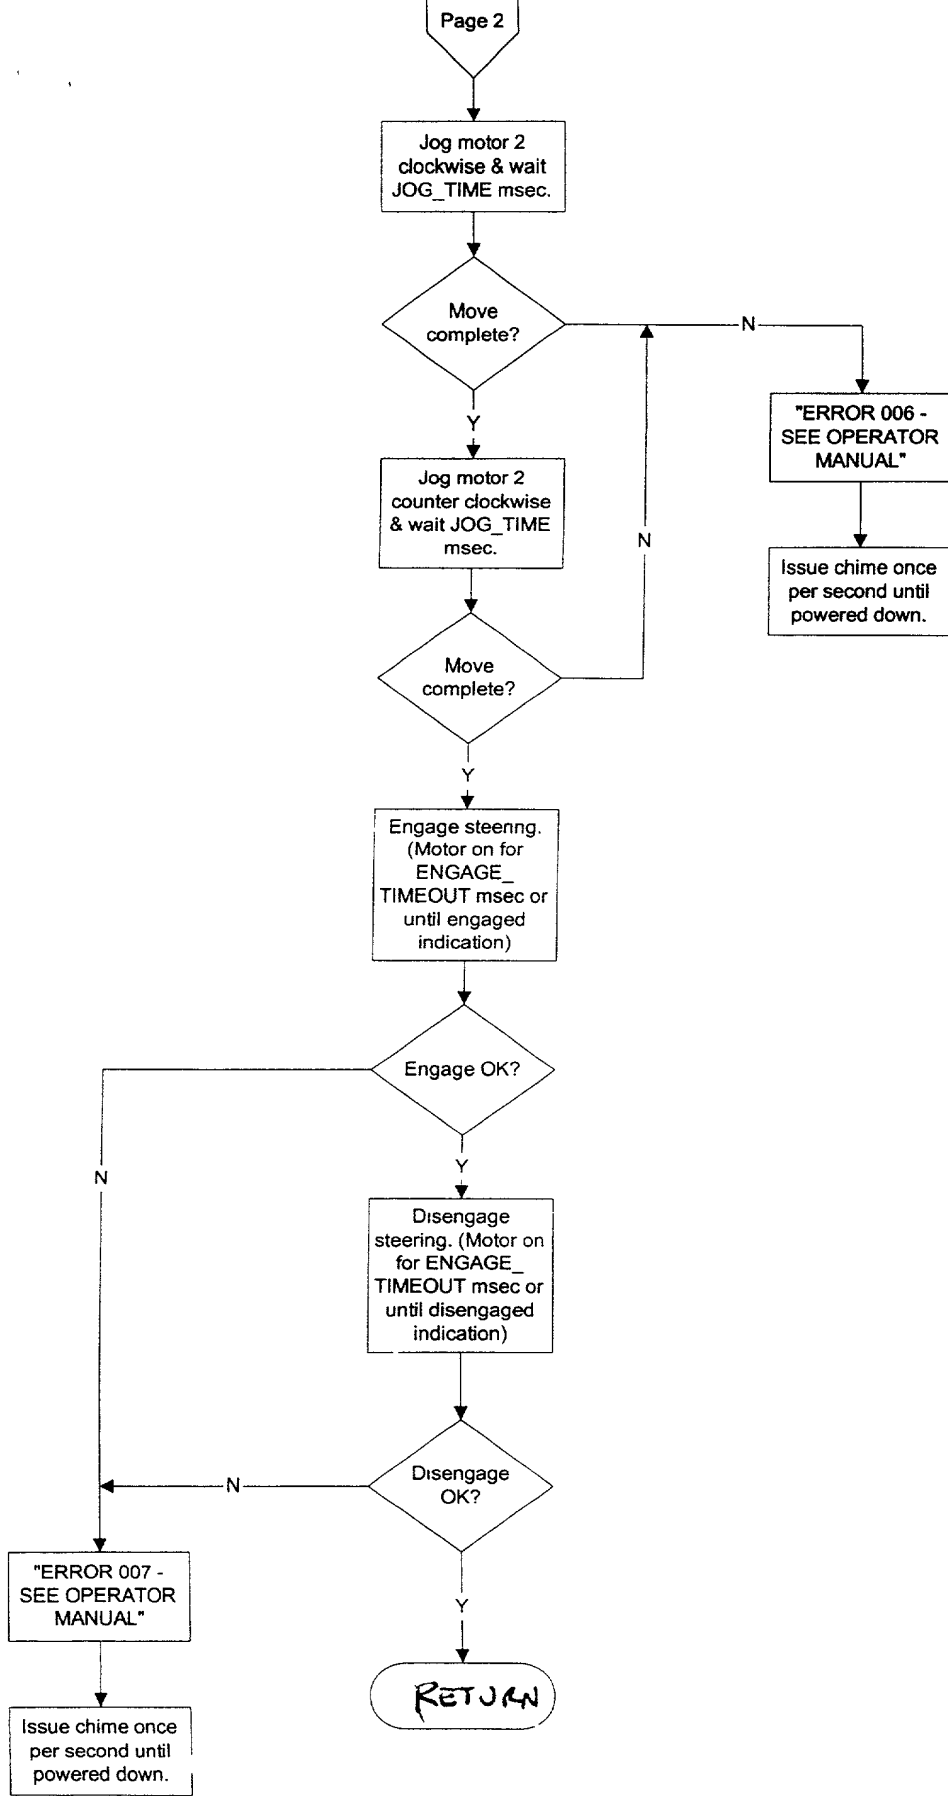 Page 2
Jog motor 2
clockwise & wait
JOG_TIME msec.
Move
complete?
N
Y
"ERROR 006 -
SEE OPERATOR
MANUAL"
Jog motor 2
counter clockwise
& wait JOG_TIME
msec.
N
Issue chime once
per second until
powered down.
Move
complete?
Y
Engage steering.
(Motor on for
ENGAGE_
TIMEOUT msec or
until engaged
indication)
Engage OK?
N
Y
Disengage
steering. (Motor on
for ENGAGE_
TIMEOUT msec or
until disengaged
indication)
Disengage
OK?
N
"ERROR 007 -
SEE OPERATOR
MANUAL"
Y
RETURN
Issue chime once
per second until
powered down.